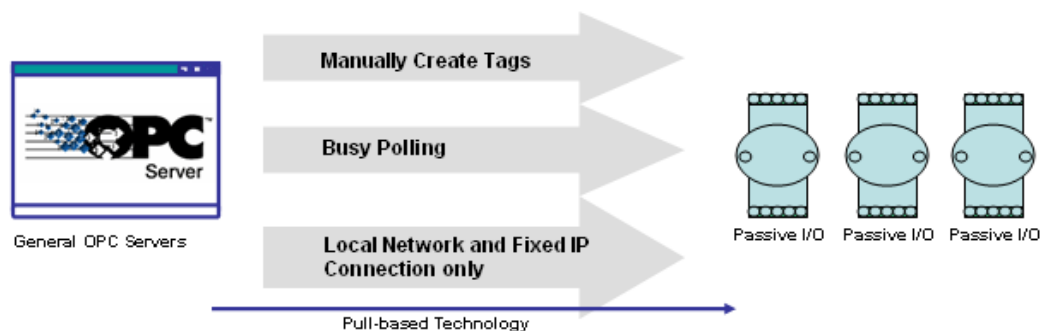 Manually Create Tags
OPC™
Server
Busy Polling
General OPC Servers
Local Network and Fixed IP
Connection only
Passive I/O Passive I/O Passive I/O
Pull-based Technology